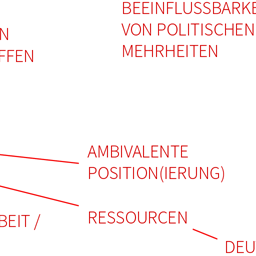 BEEINFLUSSBARKE
VON POLITISCHEN
MEHRHEITEN
N
FFEN
AMBIVALENTE
POSITION(IERUNG)
RESSOURCEN
BEIT /
DEU